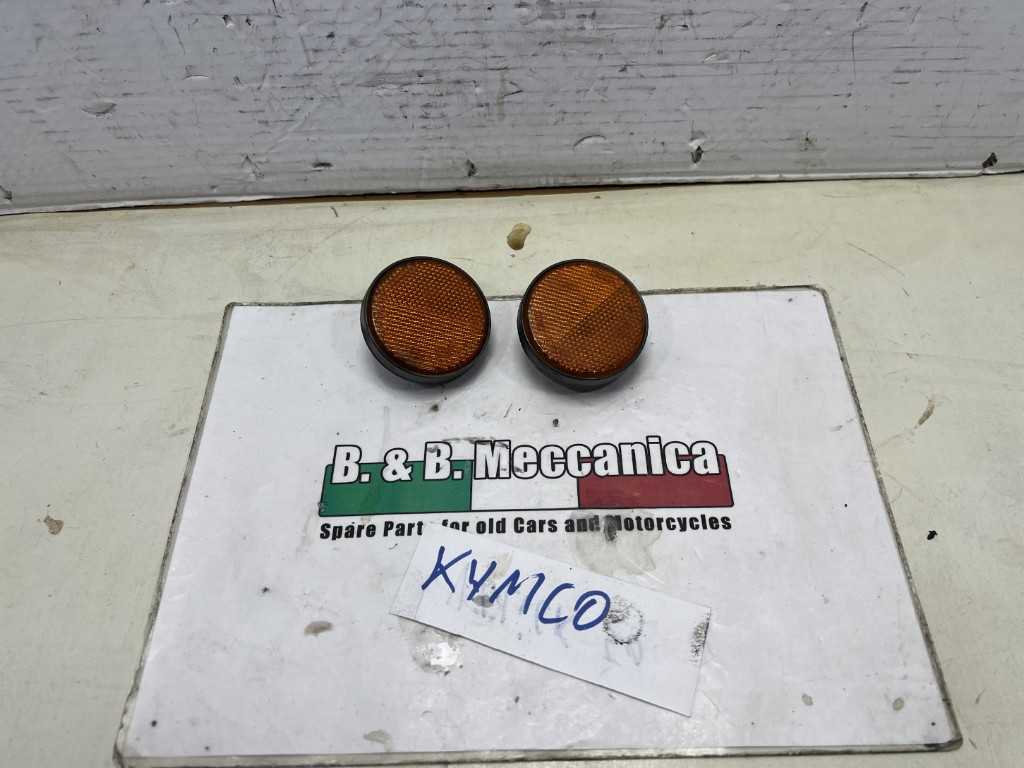 B. & B. Meccanica
Spare Part for old Cars and Motorcycles
KYMCO